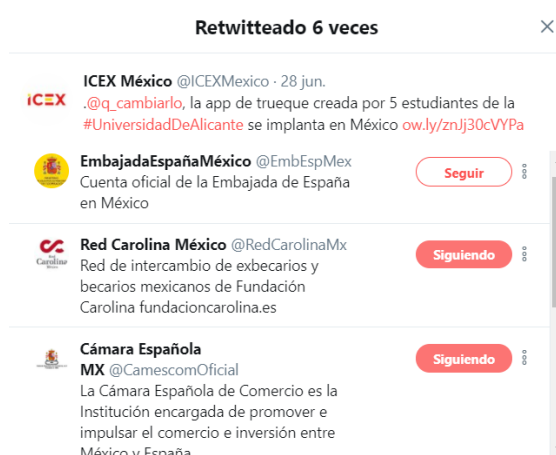 Retwitteado 6 veces
ICEX México @ICEXMexico · 28 jun.
ICEX
.@q_cambiarlo, la app de trueque creada por 5 estudiantes de la
#UniversidadDeAlicante se implanta en México ow.ly/znJj30cVYPa
EmbajadaEspañaMéxico @EmbEspMex
Cuenta oficial de la Embajada de España
en México
Seguir
Red Carolina México @RedCarolinaMx
Carolina
Red de intercambio de exbecarios y
becarios mexicanos de Fundación
Carolina fundacioncarolina.es
Siguiendo
Cámara Española
MX @CamescomOficial
La Cámara Española de Comercio es la
Institución encargada de promover e
impulsar el comercio e inversión entre
México y España
Siguiendo